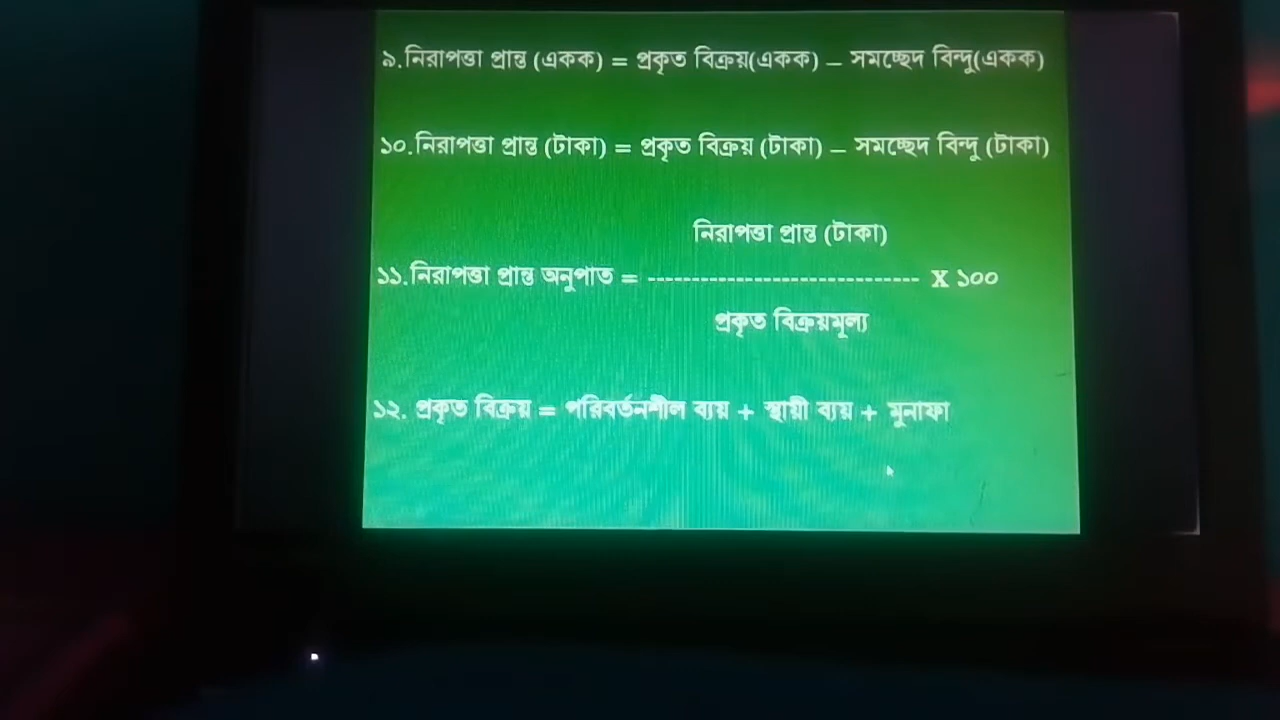 ৯.নিরাপত্তা প্রান্ত (একক) = প্রকৃত বিক্রয়(একক) – সমচ্ছেদ বিন্দু(একক)
১০.নিরাপত্তা প্রান্ত (টাকা) = প্রকৃত বিক্রয় (টাকা) – সমচ্ছেদ বিন্দু (টাকা)
নিরাপত্তা প্রান্ত (টাকা)
১১.নিরাপত্তা প্রান্ত অনুপাত = ------------------------------- X ১০০
প্রকৃত বিক্রয়মূল্য
১২. প্রকৃত বিক্রয় = পরিবর্তনশীল ব্যয় + স্থায়ী ব্যয় + মুনাফা